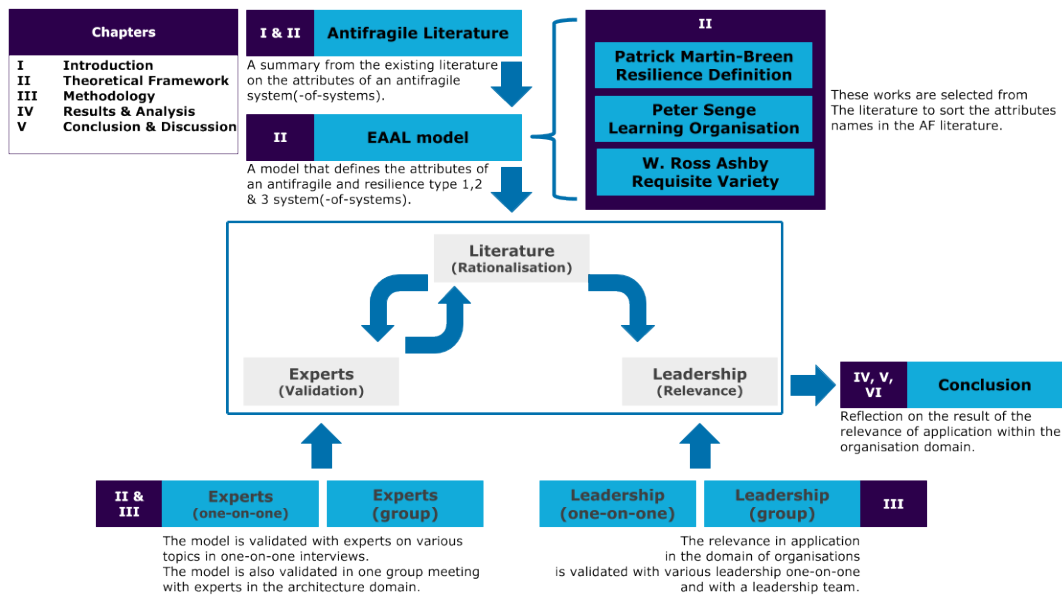 Chapters
I Introduction
II Theoretical Framework
III Methodology
IV Results & Analysis
V Conclusion & Discussion
I & II Antifragile Literature
A summary from the existing literature
on the attributes of an antifragile
system(-of-systems).
II EAAL model
A model that defines the attributes of
an antifragile and resilience type 1,2
& 3 system(-of-systems).
II
Patrick Martin-Breen
Resilience Definition
Peter Senge
Learning Organisation
W. Ross Ashby
Requisite Variety
These works are selected from
The literature to sort the attributes
names in the AF literature.
Literature
(Rationalisation)
Experts
(Validation)
Leadership
(Relevance)
IV, V,
VI
Conclusion
Reflection on the result of the
relevance of application within the
organisation domain.
II &
III
Experts
(one-on-one)
Experts
(group)
The model is validated with experts on various
topics in one-on-one interviews.
The model is also validated in one group meeting
with experts in the architecture domain.
Leadership
(one-on-one)
Leadership
(group)
III
The relevance in application
in the domain of organisations
is validated with various leadership one-on-one
and with a leadership team.